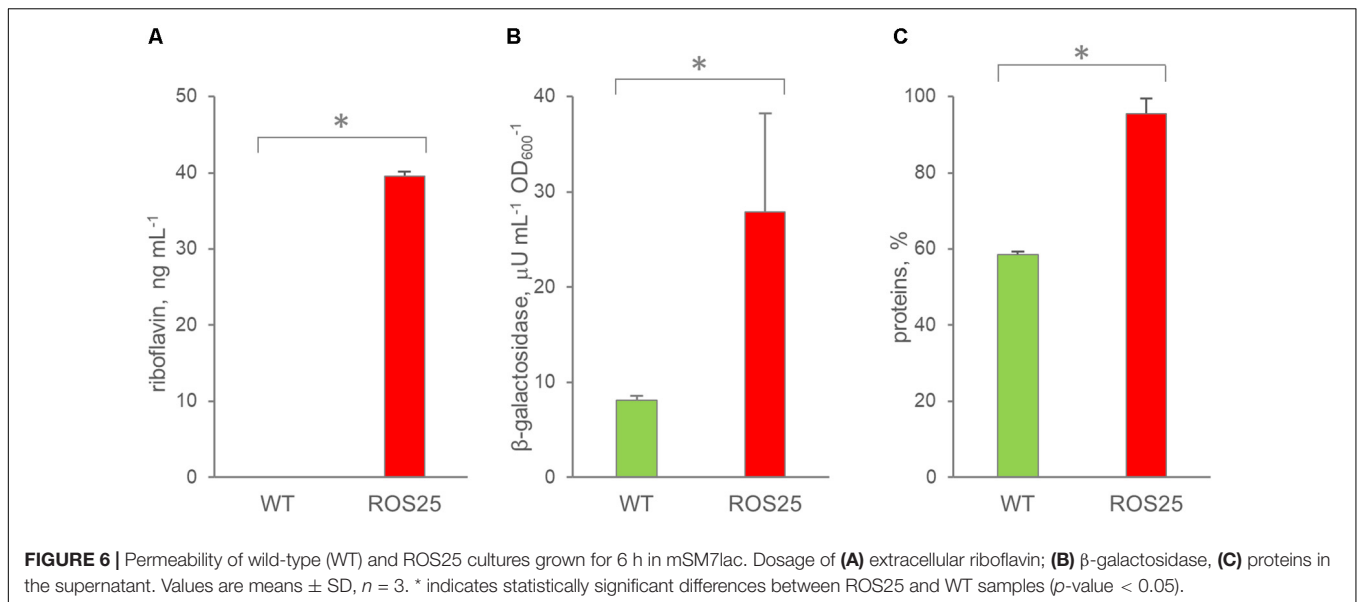 A
*
50
40
30
20
10
0
riboflavin, ng mL⁻¹
WT ROS25
B
*
40
30
20
10
0
β-galactosidase, μU mL⁻¹ OD₆₀₀⁻¹
WT ROS25
C
*
100
80
60
40
20
0
proteins, %
WT ROS25
FIGURE 6 | Permeability of wild-type (WT) and ROS25 cultures grown for 6 h in mSM7lac. Dosage of (A) extracellular riboflavin; (B) β-galactosidase, (C) proteins in
the supernatant. Values are means ± SD, n = 3. * indicates statistically significant differences between ROS25 and WT samples (p-value < 0.05).